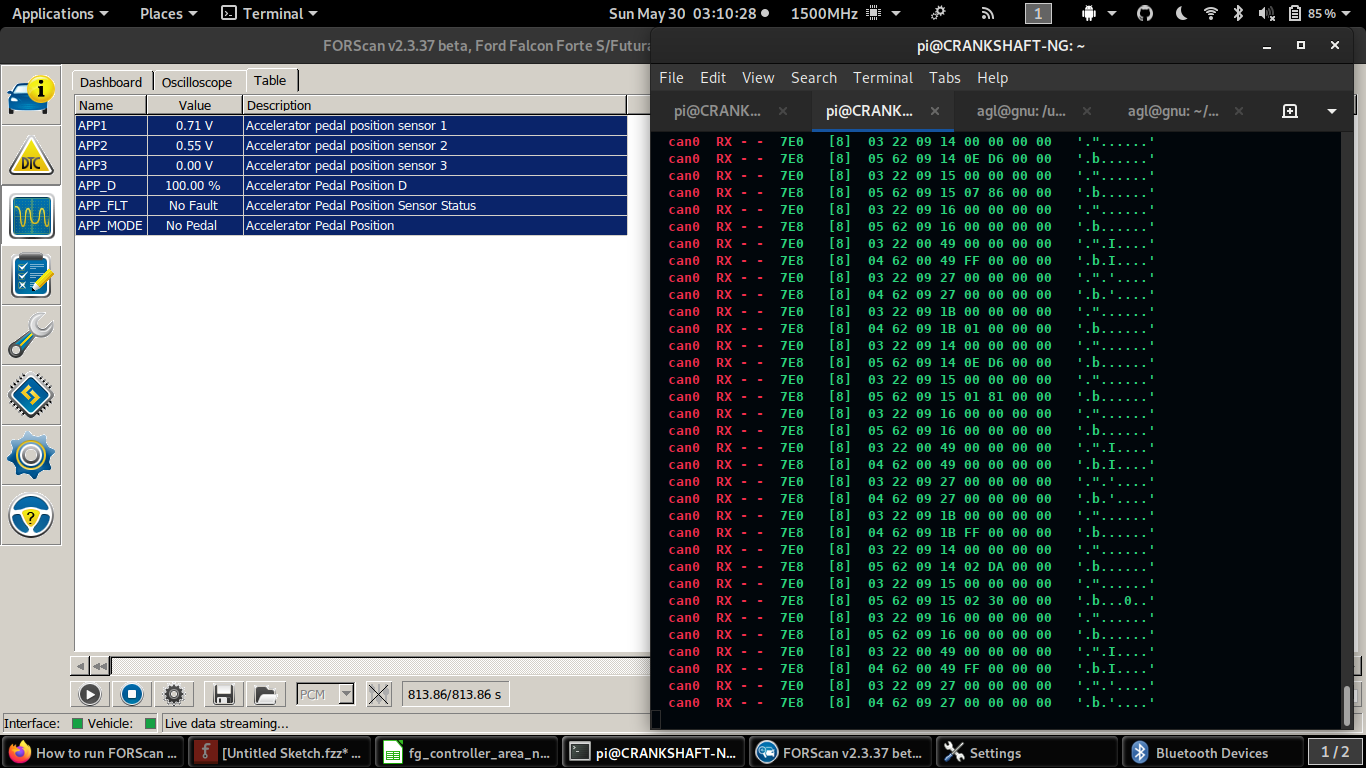 Applications Places Terminal Sun May 30 03:10:28 1500MHz 1 85 %
FORScan v2.3.37 beta, Ford Falcon Forte S/Futura
pi@CRANKSHAFT-NG: ~
File Edit View Search Terminal Tabs Help
pi@CRANK... pi@CRANK... agl@gnu: /u... agl@gnu: ~/...
Dashboard Oscilloscope Table
Name Value Description
APP1 0.71 V Accelerator pedal position sensor 1
APP2 0.55 V Accelerator pedal position sensor 2
APP3 0.00 V Accelerator pedal position sensor 3
APP_D 100.00 % Accelerator Pedal Position D
APP_FLT No Fault Accelerator Pedal Position Sensor Status
APP_MODE No Pedal Accelerator Pedal Position
DTC
can0 RX - - 7E0 [8] 03 22 09 14 00 00 00 00 '."......'
can0 RX - - 7E8 [8] 05 62 09 14 0E D6 00 00 '.b......'
can0 RX - - 7E0 [8] 03 22 09 15 00 00 00 00 '."......'
can0 RX - - 7E8 [8] 05 62 09 15 07 86 00 00 '.b......'
can0 RX - - 7E0 [8] 03 22 09 16 00 00 00 00 '."......'
can0 RX - - 7E8 [8] 05 62 09 16 00 00 00 00 '.b......'
can0 RX - - 7E0 [8] 03 22 00 49 00 00 00 00 '.".I....'
can0 RX - - 7E8 [8] 04 62 00 49 FF 00 00 00 '.b.I....'
can0 RX - - 7E0 [8] 03 22 09 27 00 00 00 00 '.".'....'
can0 RX - - 7E8 [8] 04 62 09 27 00 00 00 00 '.b.'....'
can0 RX - - 7E0 [8] 03 22 09 1B 00 00 00 00 '."......'
can0 RX - - 7E8 [8] 04 62 09 1B 01 00 00 00 '.b......'
can0 RX - - 7E0 [8] 03 22 09 14 00 00 00 00 '."......'
can0 RX - - 7E8 [8] 05 62 09 14 0E D6 00 00 '.b......'
can0 RX - - 7E0 [8] 03 22 09 15 00 00 00 00 '."......'
can0 RX - - 7E8 [8] 05 62 09 15 01 81 00 00 '.b......'
can0 RX - - 7E0 [8] 03 22 09 16 00 00 00 00 '."......'
can0 RX - - 7E8 [8] 05 62 09 16 00 00 00 00 '.b......'
can0 RX - - 7E0 [8] 03 22 00 49 00 00 00 00 '.".I....'
can0 RX - - 7E8 [8] 04 62 00 49 00 00 00 00 '.b.I....'
can0 RX - - 7E0 [8] 03 22 09 27 00 00 00 00 '.".'....'
can0 RX - - 7E8 [8] 04 62 09 27 00 00 00 00 '.b.'....'
can0 RX - - 7E0 [8] 03 22 09 1B 00 00 00 00 '."......'
can0 RX - - 7E8 [8] 04 62 09 1B FF 00 00 00 '.b......'
can0 RX - - 7E0 [8] 03 22 09 14 00 00 00 00 '."......'
can0 RX - - 7E8 [8] 05 62 09 14 02 DA 00 00 '.b......'
can0 RX - - 7E0 [8] 03 22 09 15 00 00 00 00 '."......'
can0 RX - - 7E8 [8] 05 62 09 15 02 30 00 00 '.b...0..'
can0 RX - - 7E0 [8] 03 22 09 16 00 00 00 00 '."......'
can0 RX - - 7E8 [8] 05 62 09 16 00 00 00 00 '.b......'
can0 RX - - 7E0 [8] 03 22 00 49 00 00 00 00 '.".I....'
can0 RX - - 7E8 [8] 04 62 00 49 FF 00 00 00 '.b.I....'
can0 RX - - 7E0 [8] 03 22 09 27 00 00 00 00 '.".'....'
can0 RX - - 7E8 [8] 04 62 09 27 00 00 00 00 '.b.'....'
PCM 813.86/813.86 s
Interface: Vehicle: Live data streaming...
How to run FORScan ... [Untitled Sketch.fzz* ... fg_controller_area_n... pi@CRANKSHAFT-N... FORScan v2.3.37 bet... Settings Bluetooth Devices 1 / 2